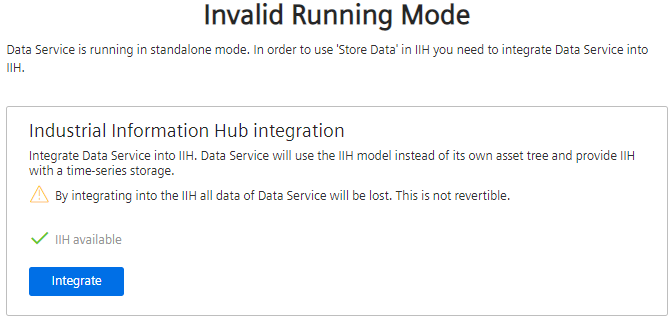 Invalid Running Mode
Data Service is running in standalone mode. In order to use 'Store Data' in IIH you need to integrate Data Service into
IIH.
Industrial Information Hub integration
Integrate Data Service into IIH. Data Service will use the IIH model instead of its own asset tree and provide IIH
with a time-series storage.
By integrating into the IIH all data of Data Service will be lost. This is not revertible.
IIH available
Integrate